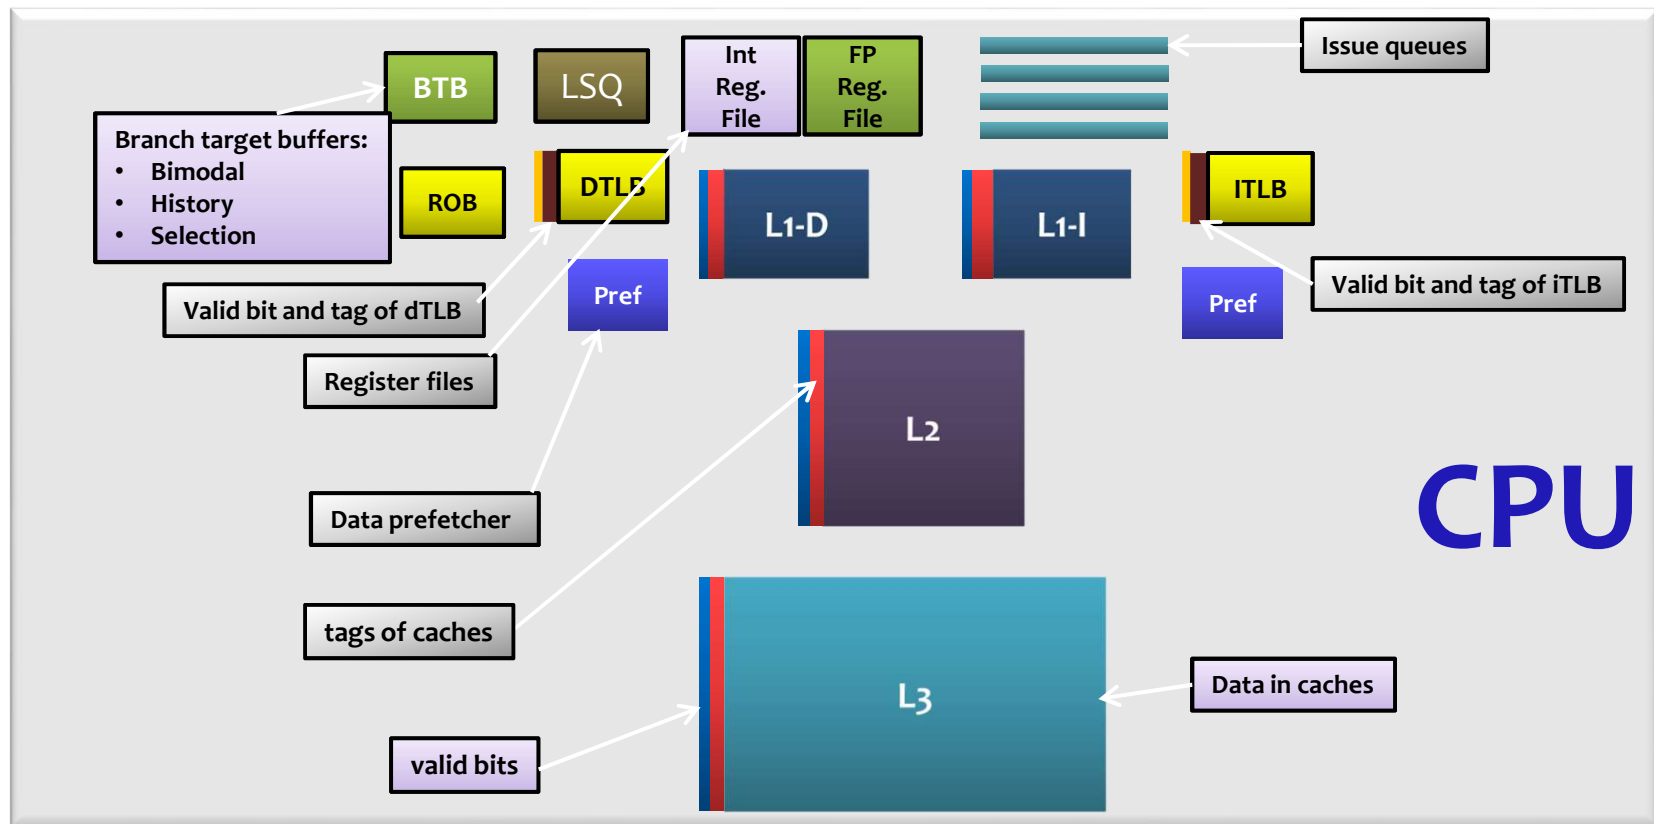 BTB
LSQ
Int
Reg.
File
FP
Reg.
File
Issue queues
Branch target buffers:
• Bimodal
• History
• Selection
ROB
DTLB
L1-D
L1-I
ITLB
Valid bit and tag of dTLB
Pref
Pref
Valid bit and tag of iTLB
Register files
L2
Data prefetcher
CPU
tags of caches
L3
Data in caches
valid bits